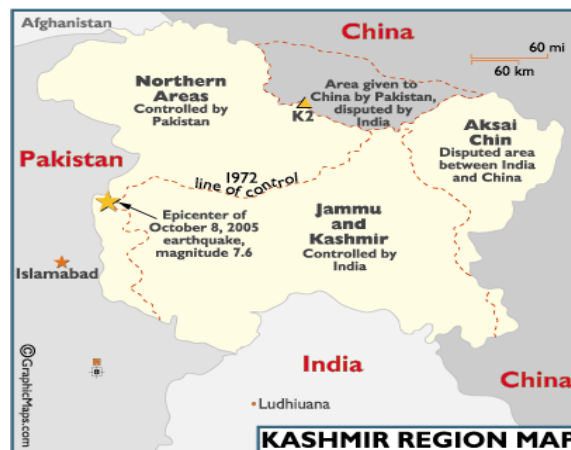 Afghanistan
China
60 mi
60 km
Northern
Areas
Controlled by
Pakistan
Area given to
China by Pakistan,
disputed by
India
K2
Aksai
Chin
Disputed area
between India
and China
Pakistan
1972
line of control
Epicenter of
October 8, 2005
earthquake,
magnitude 7.6
Jammu
and
Kashmir
Controlled by
India
Islamabad
India
China
Ludhiuana
©GraphicMaps.com
KASHMIR REGION MAP